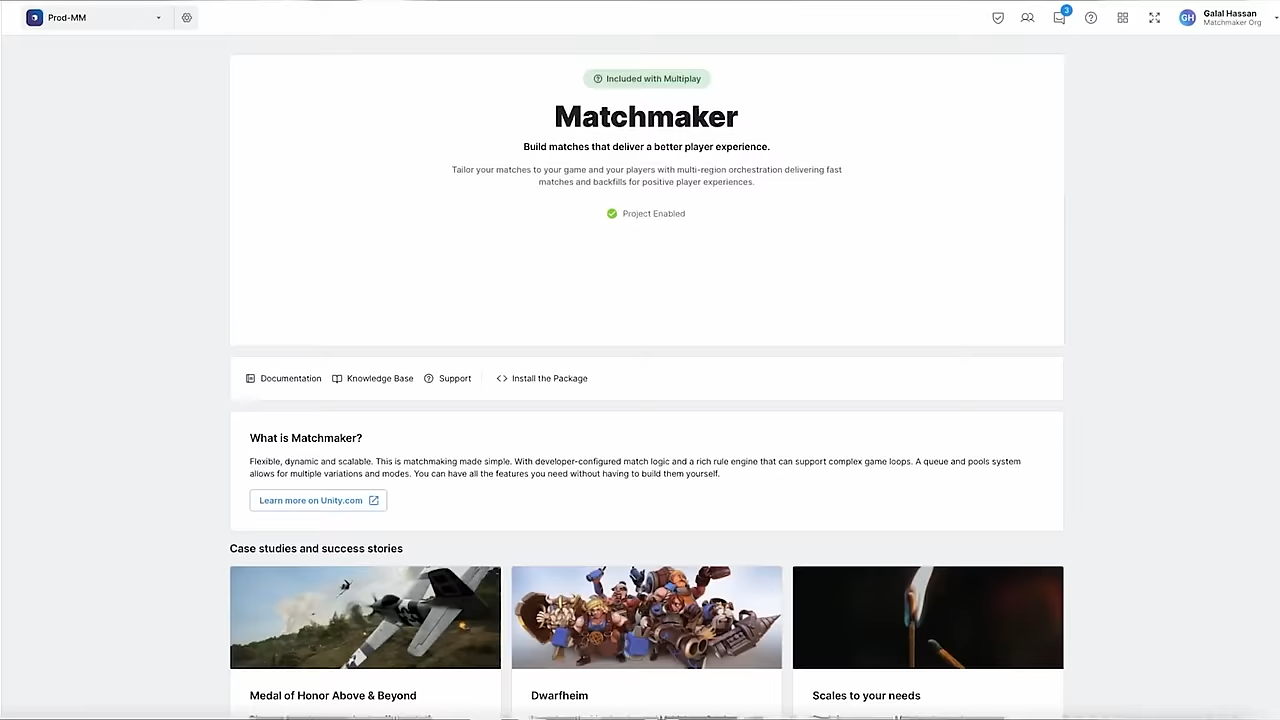 Prod-MM
3
GH
Galal Hassan
Matchmaker Org
Included with Multiplay
Matchmaker
Build matches that deliver a better player experience.
Tailor your matches to your game and your players with multi-region orchestration delivering fast
matches and backfills for positive player experiences.
Project Enabled
Documentation
Knowledge Base
Support
Install the Package
What is Matchmaker?
Flexible, dynamic and scalable. This is matchmaking made simple. With developer-configured match logic and a rich rule engine that can support complex game loops. A queue and pools system
allows for multiple variations and modes. You can have all the features you need without having to build them yourself.
Learn more on Unity.com
Case studies and success stories
Medal of Honor Above & Beyond
Dwarfheim
Scales to your needs